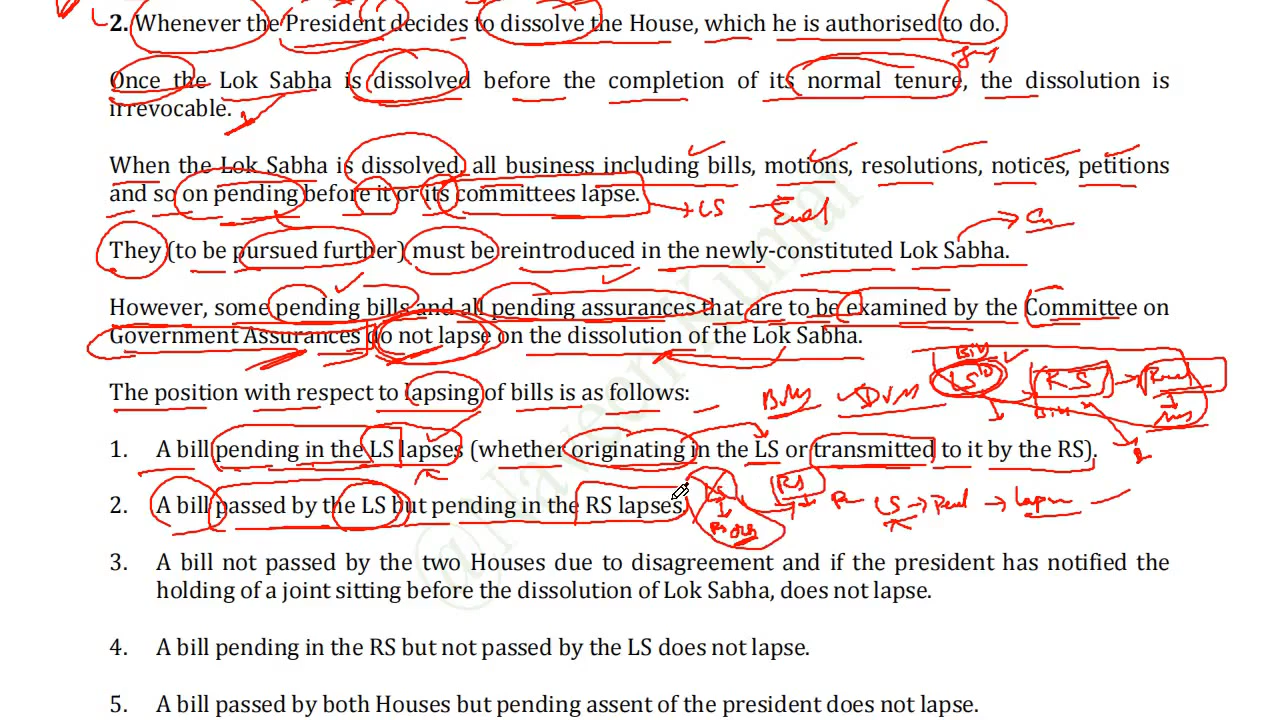 2. Whenever the President decides to dissolve the House, which he is authorised to do.
Once the Lok Sabha is dissolved before the completion of its normal tenure, the dissolution is
irrevocable.
When the Lok Sabha is dissolved, all business including bills, motions, resolutions, notices, petitions
and so on pending before it or its committees lapse.
→ LS
They (to be pursued further) must be reintroduced in the newly-constituted Lok Sabha.
However, some pending bills and all pending assurances that are to be examined by the Committee on
Government Assurances do not lapse on the dissolution of the Lok Sabha.
Bill
LS → RS →
The position with respect to lapsing of bills is as follows:
1. A bill pending in the LS lapses (whether originating in the LS or transmitted to it by the RS).
2. A bill passed by the LS but pending in the RS lapses.
RS
LS → → lapse
3. A bill not passed by the two Houses due to disagreement and if the president has notified the
holding of a joint sitting before the dissolution of Lok Sabha, does not lapse.
4. A bill pending in the RS but not passed by the LS does not lapse.
5. A bill passed by both Houses but pending assent of the president does not lapse.
@Naveen Kumar